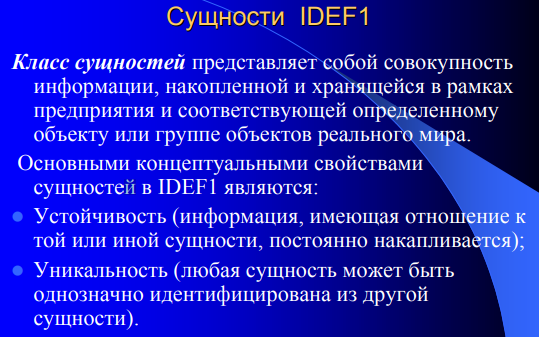 Сущности IDEF1
Класс сущностей представляет собой совокупность
информации, накопленной и хранящейся в рамках
предприятия и соответствующей определенному
объекту или группе объектов реального мира.
Основными концептуальными свойствами
сущностей в IDEF1 являются:
Устойчивость (информация, имеющая отношение к
той или иной сущности, постоянно накапливается);
Уникальность (любая сущность может быть
однозначно идентифицирована из другой
сущности).